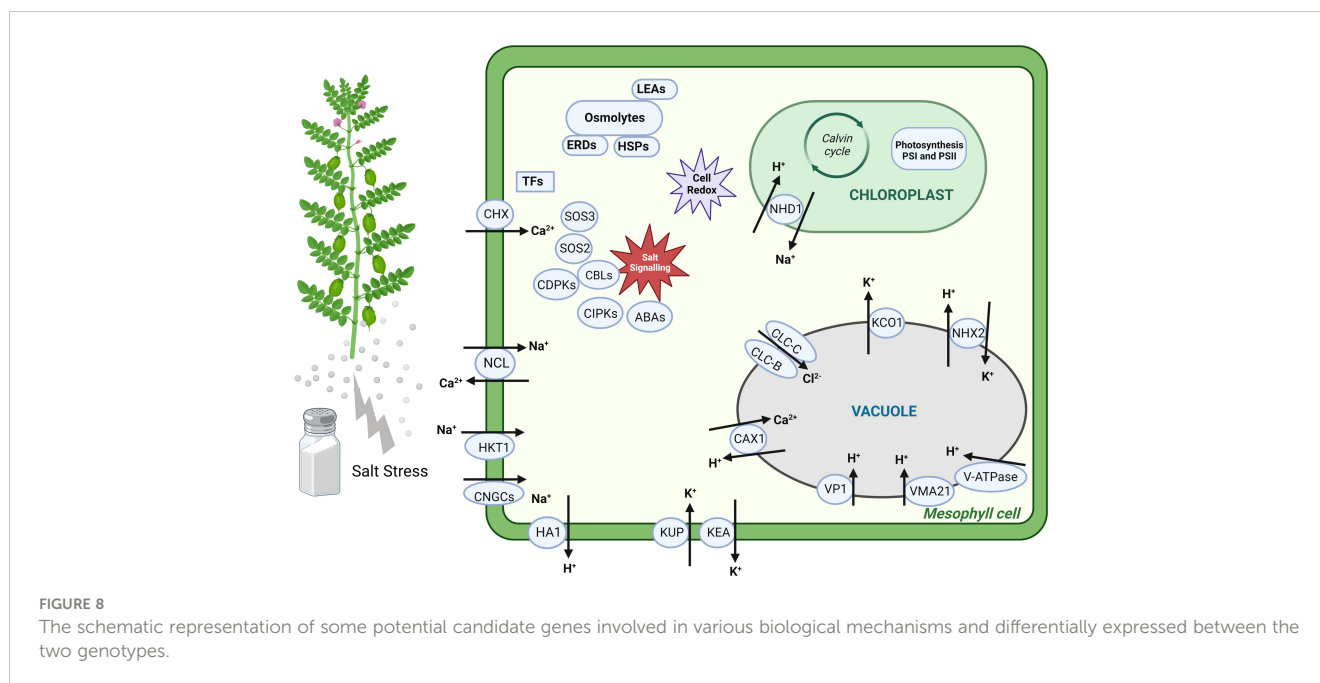 LEAs
Osmolytes
ERDs
HSPs
TFs
Cell
Redox
Calvin
cycle
Photosynthesis
PSI and PSII
CHLOROPLAST
H⁺
NHD1
Na⁺
CHX
Ca²⁺
SOS3
SOS2
CBLs
CDPKs
CIPKs
ABAs
Salt
Signalling
Na⁺
NCL
Ca²⁺
Na⁺
HKT1
CNGCs
Na⁺
HA1
H⁺
K⁺
KUP
KEA
K⁺
K⁺
KCO1
H⁺
NHX2
K⁺
CLC-C
CLC-B
Cl²⁻
VACUOLE
Ca²⁺
CAX1
H⁺
H⁺
VP1
H⁺
VMA21
H⁺
V-ATPase
Mesophyll cell
Salt Stress
FIGURE 8
The schematic representation of some potential candidate genes involved in various biological mechanisms and differentially expressed between the
two genotypes.